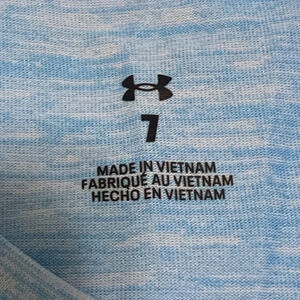 7
MADE IN VIETNAM
FABRIQUÉ AU VIETNAM
HECHO EN VIETNAM